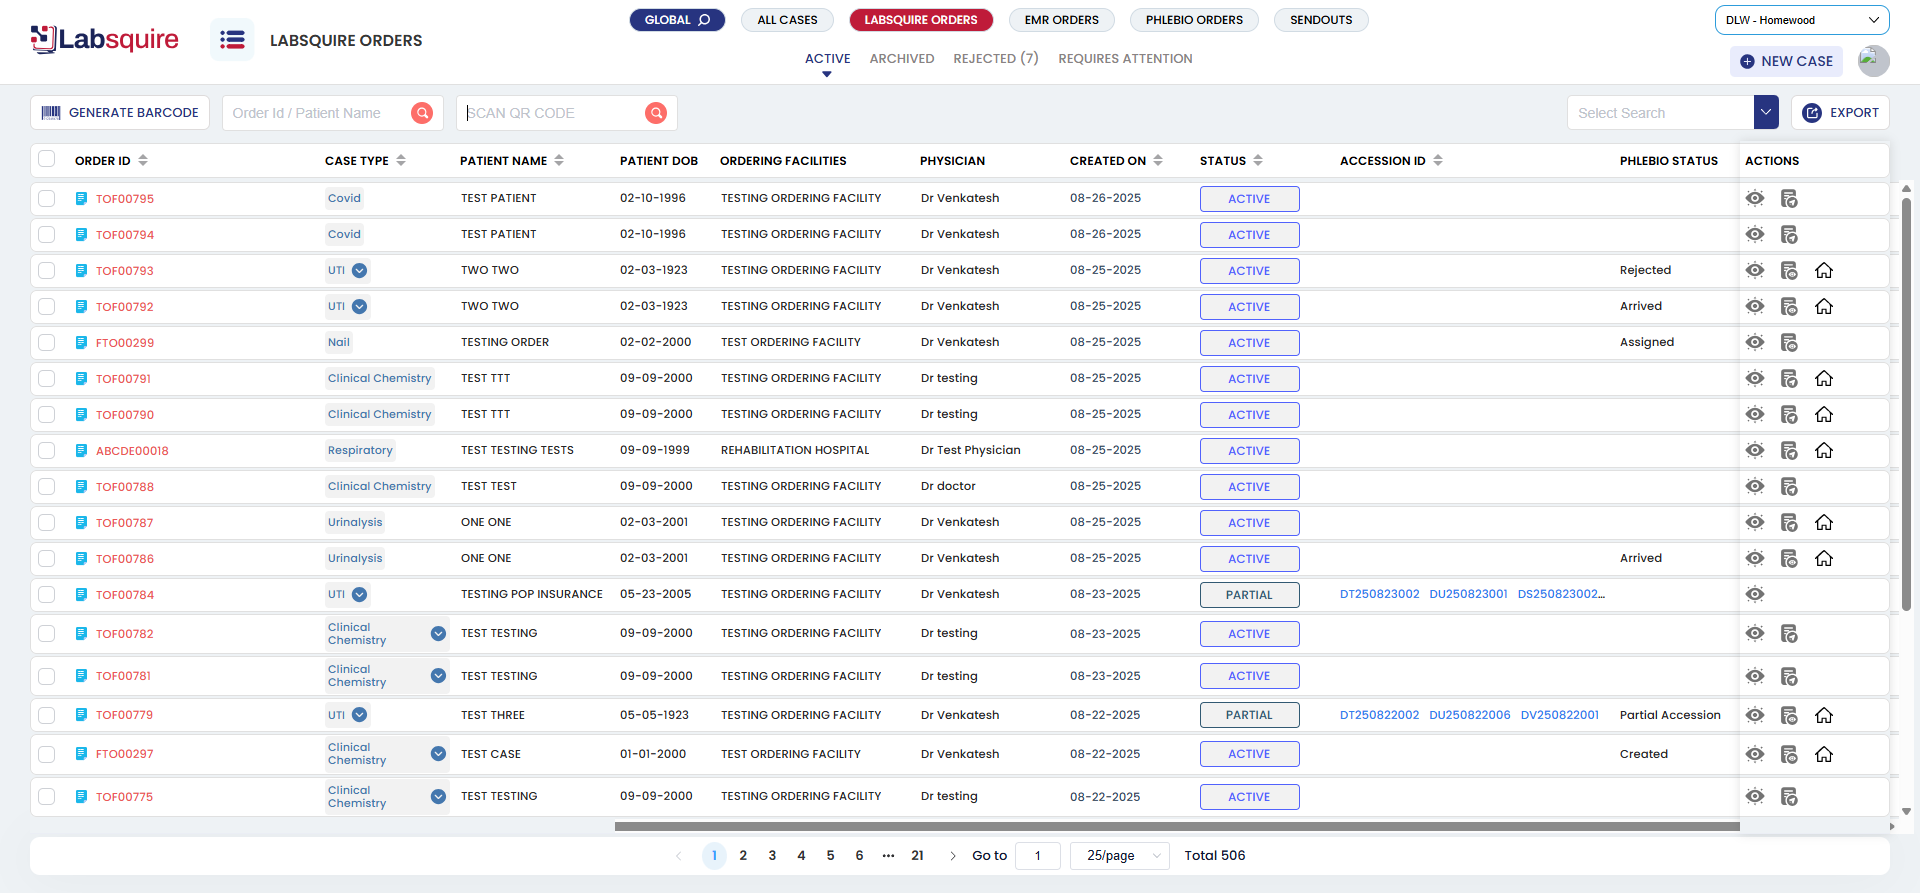 Labsquire
LABSQUIRE ORDERS
GLOBAL
ALL CASES
LABSQUIRE ORDERS
EMR ORDERS
PHLEBIO ORDERS
SENDOUTS
DLW - Homewood
ACTIVE
ARCHIVED
REJECTED (7)
REQUIRES ATTENTION
NEW CASE
GENERATE BARCODE
Order Id / Patient Name
SCAN QR CODE
Select Search
EXPORT
ORDER ID CASE TYPE PATIENT NAME PATIENT DOB ORDERING FACILITIES PHYSICIAN CREATED ON STATUS ACCESSION ID PHLEBIO STATUS ACTIONS
TOF00795 Covid TEST PATIENT 02-10-1996 TESTING ORDERING FACILITY Dr Venkatesh 08-26-2025 ACTIVE
TOF00794 Covid TEST PATIENT 02-10-1996 TESTING ORDERING FACILITY Dr Venkatesh 08-26-2025 ACTIVE
TOF00793 UTI TWO TWO 02-03-1923 TESTING ORDERING FACILITY Dr Venkatesh 08-25-2025 ACTIVE Rejected
TOF00792 UTI TWO TWO 02-03-1923 TESTING ORDERING FACILITY Dr Venkatesh 08-25-2025 ACTIVE Arrived
FTO00299 Nail TESTING ORDER 02-02-2000 TEST ORDERING FACILITY Dr Venkatesh 08-25-2025 ACTIVE Assigned
TOF00791 Clinical Chemistry TEST TTT 09-09-2000 TESTING ORDERING FACILITY Dr testing 08-25-2025 ACTIVE
TOF00790 Clinical Chemistry TEST TTT 09-09-2000 TESTING ORDERING FACILITY Dr testing 08-25-2025 ACTIVE
ABCDE00018 Respiratory TEST TESTING TESTS 09-09-1999 REHABILITATION HOSPITAL Dr Test Physician 08-25-2025 ACTIVE
TOF00788 Clinical Chemistry TEST TEST 09-09-2000 TESTING ORDERING FACILITY Dr doctor 08-25-2025 ACTIVE
TOF00787 Urinalysis ONE ONE 02-03-2001 TESTING ORDERING FACILITY Dr Venkatesh 08-25-2025 ACTIVE
TOF00786 Urinalysis ONE ONE 02-03-2001 TESTING ORDERING FACILITY Dr Venkatesh 08-25-2025 ACTIVE Arrived
TOF00784 UTI TESTING POP INSURANCE 05-23-2005 TESTING ORDERING FACILITY Dr Venkatesh 08-23-2025 PARTIAL DT250823002 DU250823001 DS250823002...
TOF00782 Clinical Chemistry TEST TESTING 09-09-2000 TESTING ORDERING FACILITY Dr testing 08-23-2025 ACTIVE
TOF00781 Clinical Chemistry TEST TESTING 09-09-2000 TESTING ORDERING FACILITY Dr testing 08-23-2025 ACTIVE
TOF00779 UTI TEST THREE 05-05-1923 TESTING ORDERING FACILITY Dr Venkatesh 08-22-2025 PARTIAL DT250822002 DU250822006 DV250822001 Partial Accession
FTO00297 Clinical Chemistry TEST CASE 01-01-2000 TEST ORDERING FACILITY Dr Venkatesh 08-22-2025 ACTIVE Created
TOF00775 Clinical Chemistry TEST TESTING 09-09-2000 TESTING ORDERING FACILITY Dr testing 08-22-2025 ACTIVE
1 2 3 4 5 6 ••• 21 Go to 1 25/page Total 506